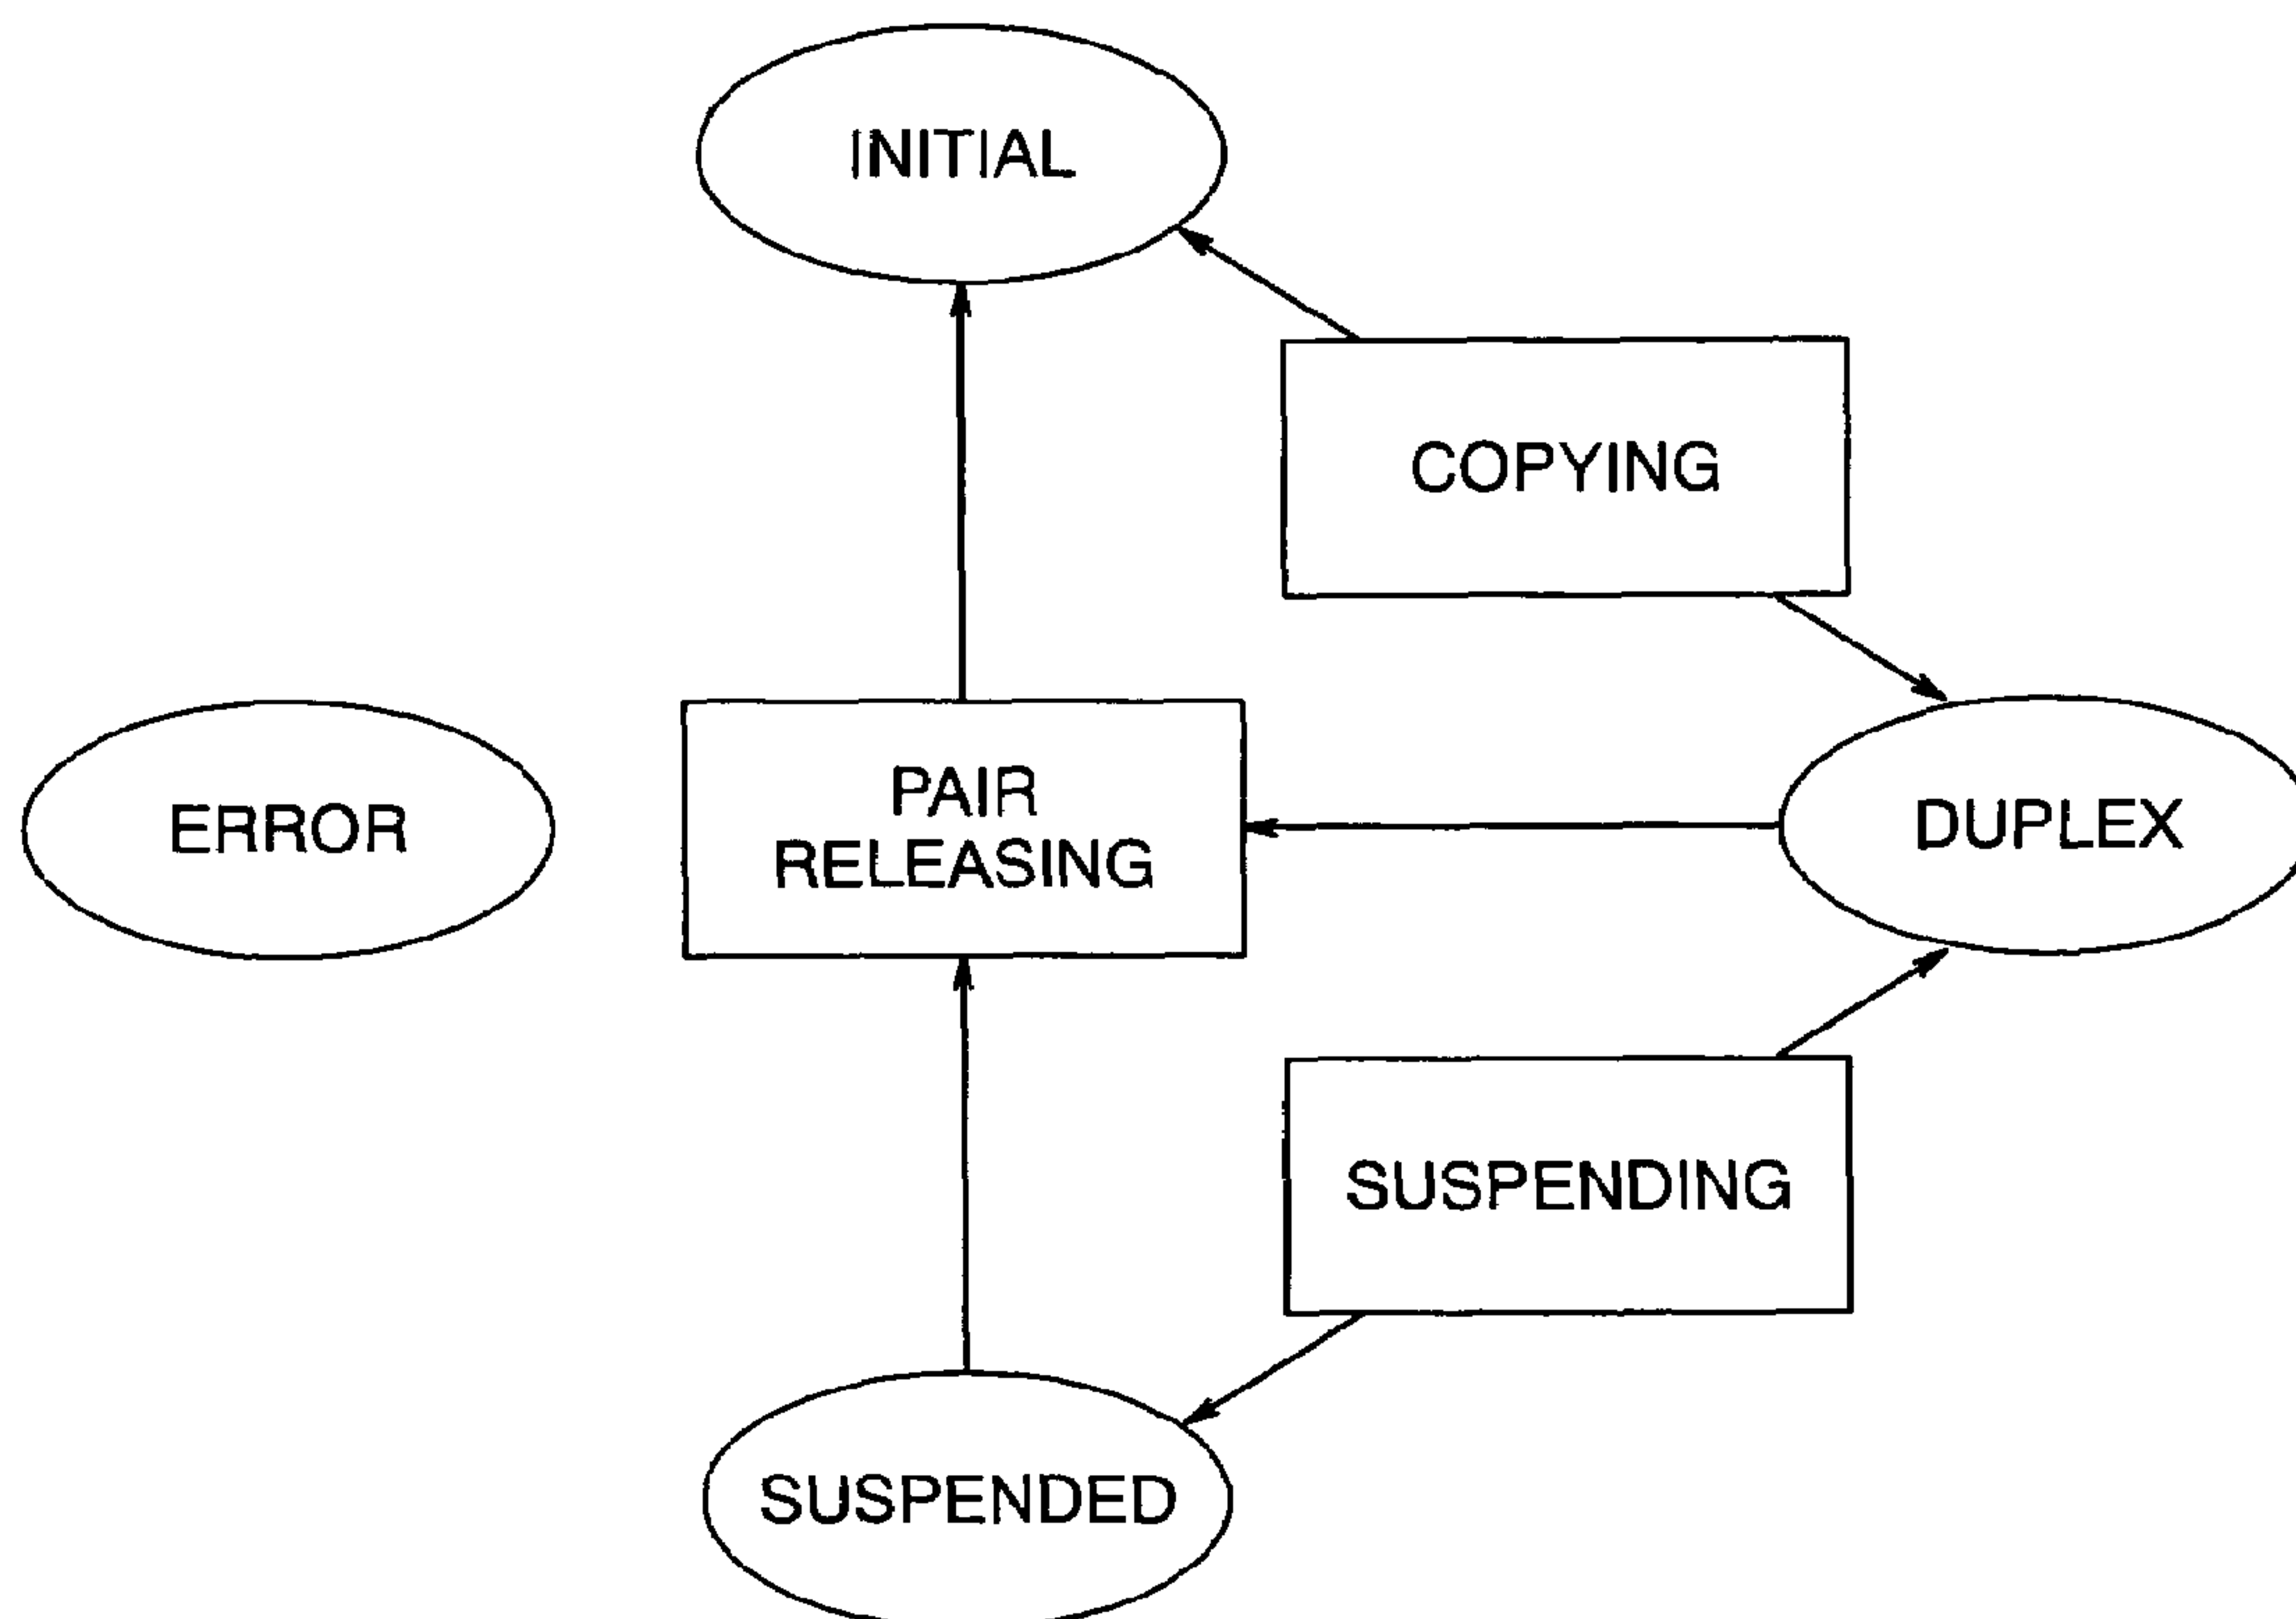 INITIAL
COPYING
PAIR
RELEASING
ERROR
DUPLEX
SUSPENDING
SUSPENDED